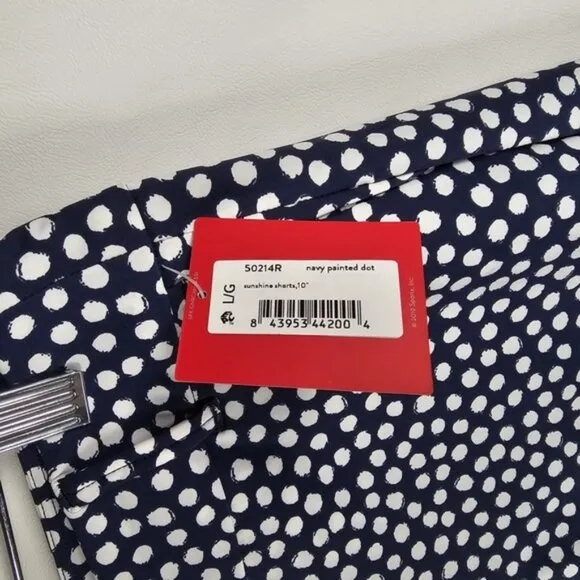 50214R navy painted dot
sunshine shorts,10"
L/G
8 43953 44200 4